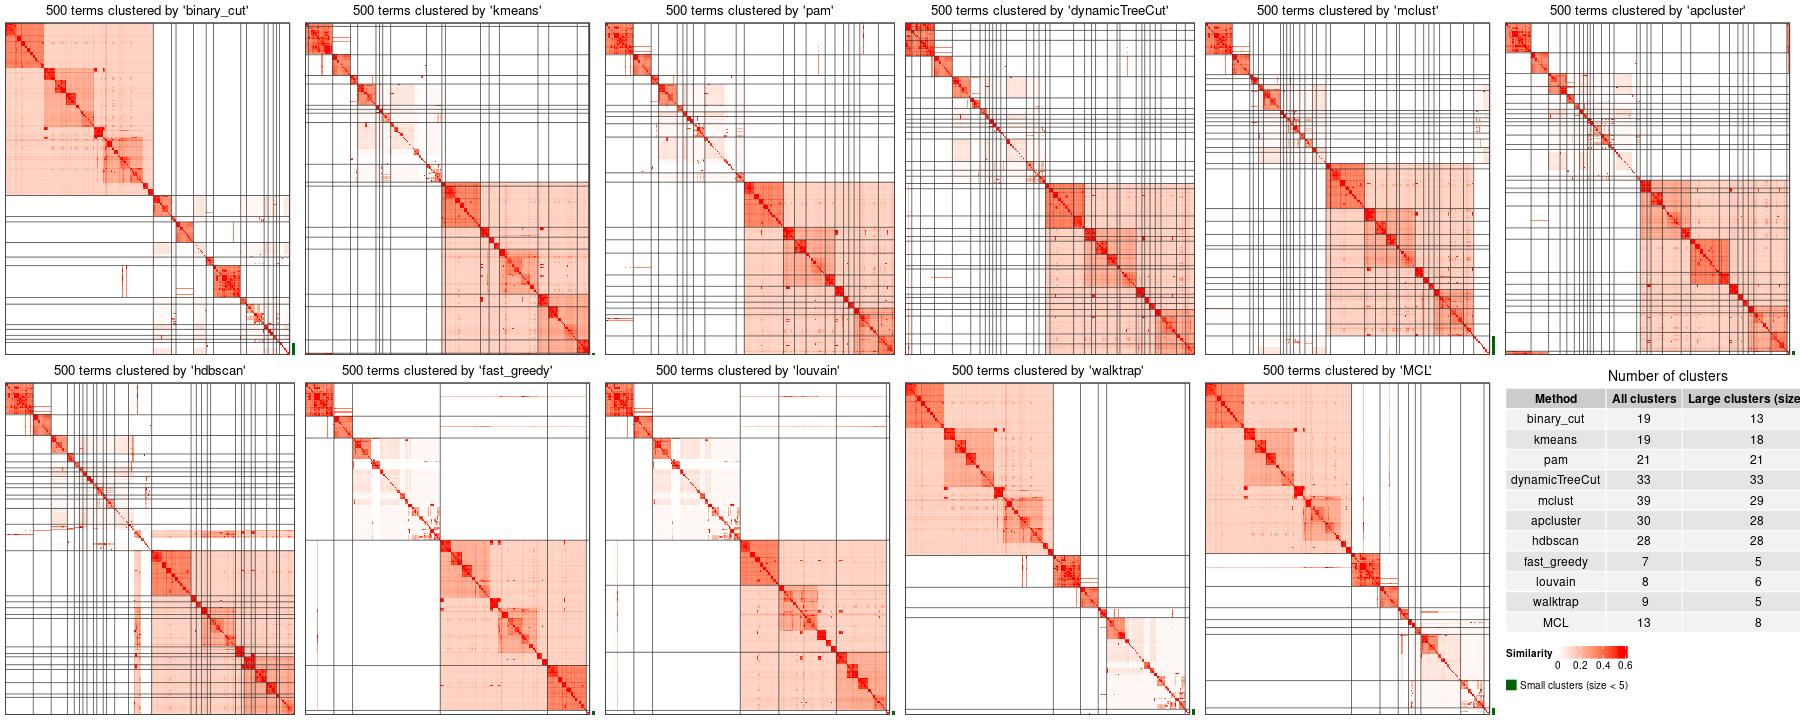 500 terms clustered by 'binary_cut'
500 terms clustered by 'kmeans'
500 terms clustered by 'pam'
500 terms clustered by 'dynamicTreeCut'
500 terms clustered by 'mclust'
500 terms clustered by 'apcluster'
500 terms clustered by 'hdbscan'
500 terms clustered by 'fast_greedy'
500 terms clustered by 'louvain'
500 terms clustered by 'walktrap'
500 terms clustered by 'MCL'
Number of clusters
Method All clusters Large clusters (size
binary_cut 19 13
kmeans 19 18
pam 21 21
dynamicTreeCut 33 33
mclust 39 29
apcluster 30 28
hdbscan 28 28
fast_greedy 7 5
louvain 8 6
walktrap 9 5
MCL 13 8
Similarity
0 0.2 0.4 0.6
Small clusters (size < 5)